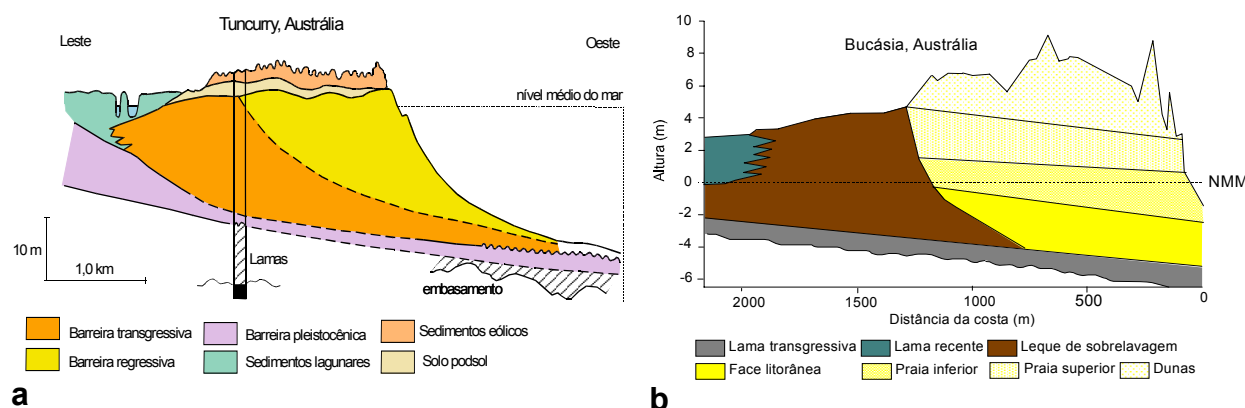 Tuncurry, Austrália
Leste
Oeste
nível médio do mar
10 m
1,0 km
Lamas
embasamento
Barreira transgressiva
Barreira pleistocênica
Sedimentos eólicos
Barreira regressiva
Sedimentos lagunares
Solo podsol
a
Bucásia, Austrália
Altura (m)
10
8
6
4
2
0
-2
-4
-6
NMM
2000
1500
1000
500
0
Distância da costa (m)
Lama transgressiva
Lama recente
Leque de sobrelavagem
Face litorânea
Praia inferior
Praia superior
Dunas
b